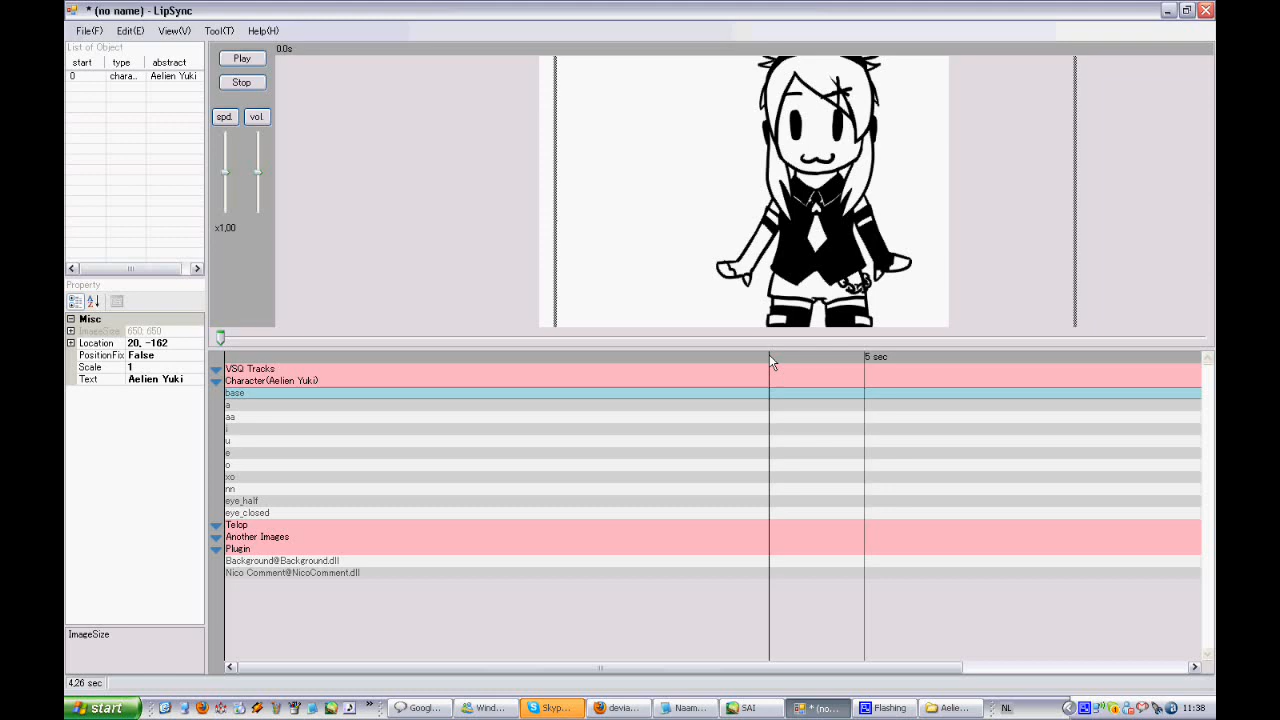 * (no name) - LipSync
File(F) Edit(E) View(V) Tool(T) Help(H)
List of Object
start type abstract
0 chara.. Aelien Yuki
0.0s
Play
Stop
spd. vol.
x1,00
Property
Misc
ImageSize 650; 650
Location 20; -162
PositionFix False
Scale 1
Text Aelien Yuki
ImageSize
5 sec
VSQ Tracks
Character(Aelien Yuki)
base
a
aa
i
u
e
o
xo
nn
eye_half
eye_closed
Telop
Another Images
Plugin
Background@Background.dll
Nico Comment@NicoComment.dll
4,26 sec
start
Googl...
Wind...
Skyp...
devia...
Naam...
SAI
* (no...
Flashing
Aelie...
NL
11:38